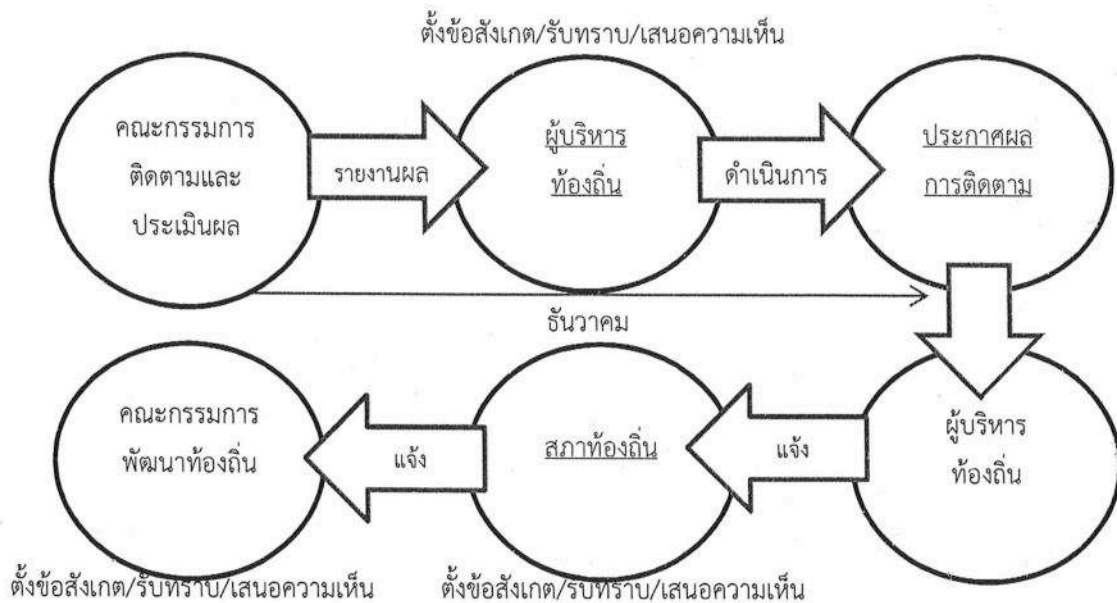 ตั้งข้อสังเกต/รับทราบ/เสนอความเห็น
คณะกรรมการ
ติดตามและ
ประเมินผล
รายงานผล
ผู้บริหาร
ท้องถิ่น
ดำเนินการ
ประกาศผล
การติดตาม
ธันวาคม
ผู้บริหาร
ท้องถิ่น
แจ้ง
สภาท้องถิ่น
แจ้ง
คณะกรรมการ
พัฒนาท้องถิ่น
ตั้งข้อสังเกต/รับทราบ/เสนอความเห็น
ตั้งข้อสังเกต/รับทราบ/เสนอความเห็น